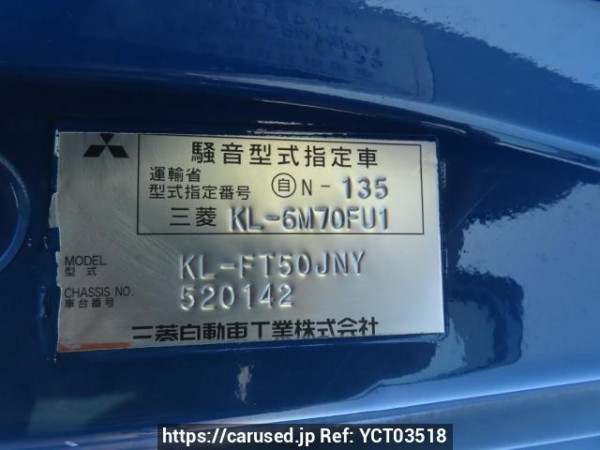 騒音型式指定車
運輸省
型式指定番号 自 N - 135
三菱 KL-6M70FU1
MODEL
型式 KL-FT50JNY
CHASSIS NO.
車台番号 520142
三菱自動車工業株式会社
https://carused.jp Ref: YCT03518